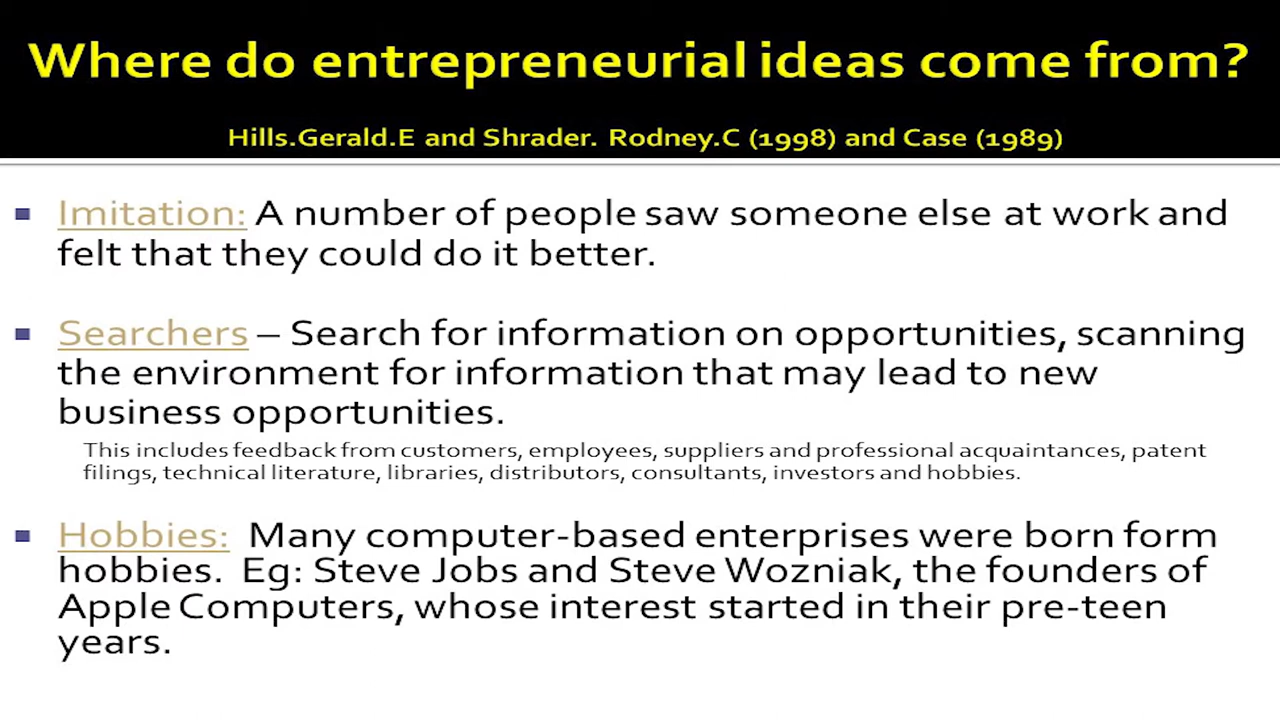 Where do entrepreneurial ideas come from?
Hills.Gerald.E and Shrader. Rodney.C (1998) and Case (1989)
Imitation: A number of people saw someone else at work and
felt that they could do it better.
Searchers – Search for information on opportunities, scanning
the environment for information that may lead to new
business opportunities.
This includes feedback from customers, employees, suppliers and professional acquaintances, patent
filings, technical literature, libraries, distributors, consultants, investors and hobbies.
Hobbies: Many computer-based enterprises were born form
hobbies. Eg: Steve Jobs and Steve Wozniak, the founders of
Apple Computers, whose interest started in their pre-teen
years.